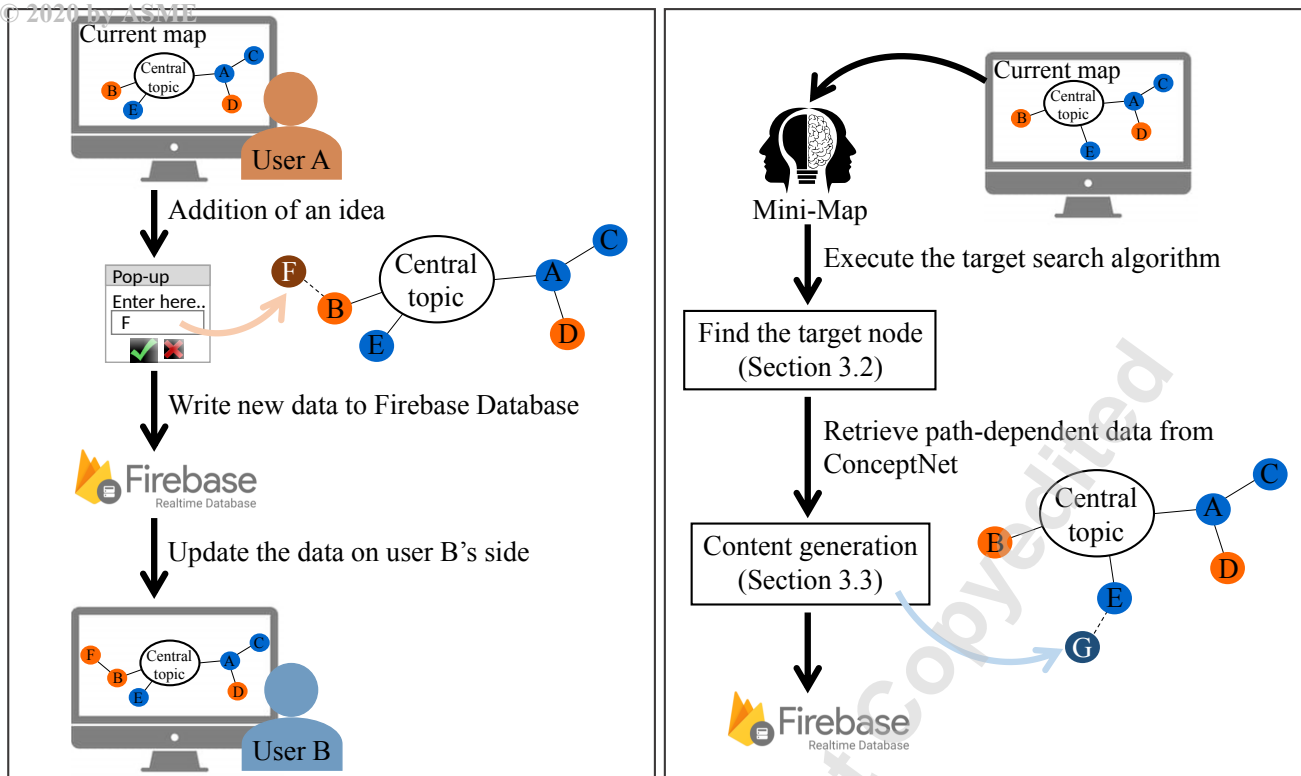 © 2020 by ASME
Current map
Central
topic
A
B
C
D
E
User A
Addition of an idea
Pop-up
Enter here..
F
F
B
E
Central
topic
A
C
D
Write new data to Firebase Database
Firebase
Realtime Database
Update the data on user B's side
F
B
E
Central
topic
A
C
D
User B
Current map
Central
topic
A
B
C
D
E
Mini-Map
Execute the target search algorithm
Find the target node
(Section 3.2)
Retrieve path-dependent data from
ConceptNet
Content generation
(Section 3.3)
Central
topic
A
B
C
D
E
G
Firebase
Realtime Database
Copyedited